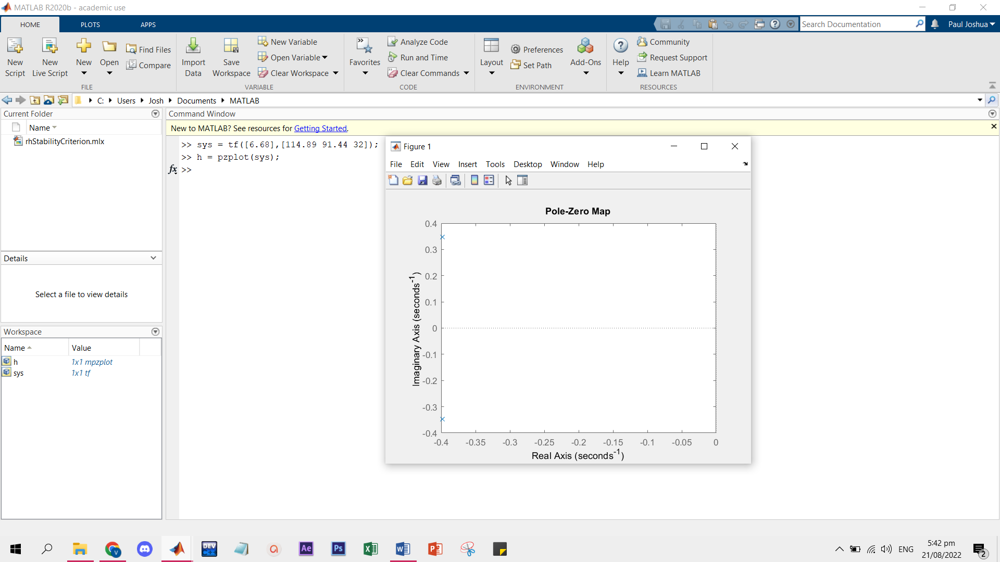 MATLAB R2020b - academic use
HOME PLOTS APPS
Search Documentation
Paul Joshua
New Script
New Live Script
New
Open
Find Files
Compare
FILE
Import Data
Save Workspace
New Variable
Open Variable
Clear Workspace
VARIABLE
Favorites
Analyze Code
Run and Time
Clear Commands
CODE
Layout
Preferences
Set Path
Add-Ons
ENVIRONMENT
Help
Community
Request Support
Learn MATLAB
RESOURCES
C: Users Josh Documents MATLAB
Current Folder
Name
rhStabilityCriterion.mlx
Details
Select a file to view details
Workspace
Name Value
h 1x1 mpzplot
sys 1x1 tf
Command Window
New to MATLAB? See resources for Getting Started.
>> sys = tf([6.68],[114.89 91.44 32]);
>> h = pzplot(sys);
fx >>
Figure 1
File Edit View Insert Tools Desktop Window Help
Pole-Zero Map
Imaginary Axis (seconds-1)
0.4
0.3
0.2
0.1
0
-0.1
-0.2
-0.3
-0.4
-0.4 -0.35 -0.3 -0.25 -0.2 -0.15 -0.1 -0.05 0
Real Axis (seconds-1)
V
DEV
C++
Ae
Ps
X
W
P
ENG
5:42 pm
21/08/2022
2